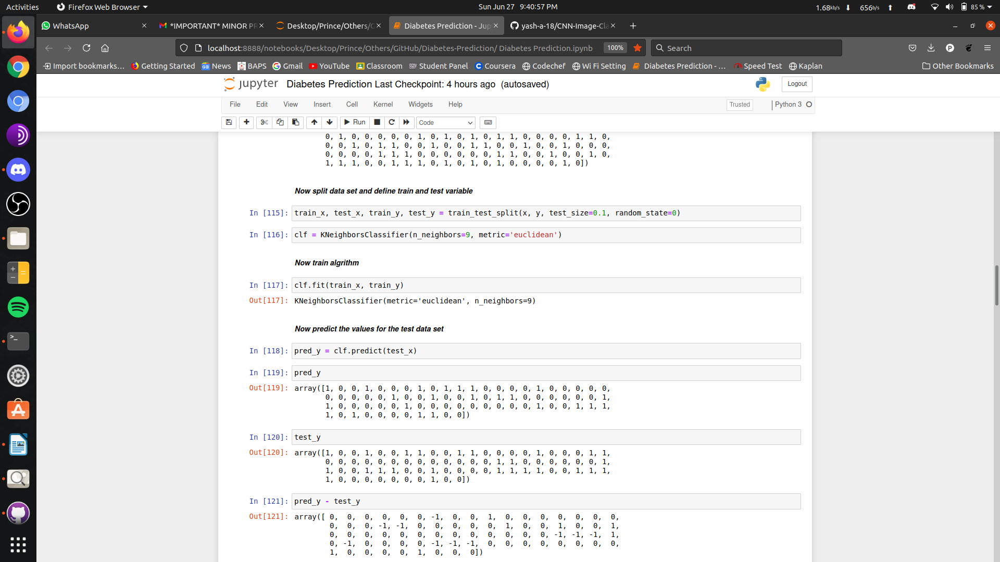 Activities
Firefox Web Browser
Sun Jun 27 9:40:57 PM
1.68kb/s
656b/s
85 %
WhatsApp
*IMPORTANT* MINOR PR
Desktop/Prince/Others/G
Diabetes Prediction - Jup
yash-a-18/CNN-Image-Cla
localhost:8888/notebooks/Desktop/Prince/Others/GitHub/Diabetes-Prediction/ Diabetes Prediction.ipynb
100%
Search
Import bookmarks...
Getting Started
News
BAPS
Gmail
YouTube
Classroom
Student Panel
Coursera
Codechef
Wi Fi Setting
Diabetes Prediction - ...
Speed Test
Kaplan
Other Bookmarks
jupyter
Diabetes Prediction Last Checkpoint: 4 hours ago (autosaved)
Logout
File
Edit
View
Insert
Cell
Kernel
Widgets
Help
Trusted
Python 3
Run
Code
0, 1, 0, 0, 0, 0, 0, 1, 0, 1, 0, 1, 0, 1, 1, 0, 0, 0, 0, 1, 1, 0,
0, 0, 1, 0, 1, 1, 0, 0, 1, 0, 0, 1, 1, 0, 0, 1, 0, 0, 1, 0, 0, 0,
0, 0, 0, 0, 1, 1, 1, 0, 0, 0, 0, 0, 0, 1, 1, 0, 0, 1, 0, 0, 1, 0,
1, 1, 1, 0, 0, 1, 1, 1, 0, 1, 0, 1, 0, 1, 0, 0, 0, 0, 1, 0])
Now split data set and define train and test variable
In [115]: train_x, test_x, train_y, test_y = train_test_split(x, y, test_size=0.1, random_state=0)
In [116]: clf = KNeighborsClassifier(n_neighbors=9, metric='euclidean')
Now train algrithm
In [117]: clf.fit(train_x, train_y)
Out[117]: KNeighborsClassifier(metric='euclidean', n_neighbors=9)
Now predict the values for the test data set
In [118]: pred_y = clf.predict(test_x)
In [119]: pred_y
Out[119]: array([1, 0, 0, 1, 0, 0, 0, 1, 0, 1, 1, 1, 0, 0, 0, 0, 1, 0, 0, 0, 0, 0,
0, 0, 0, 0, 0, 1, 0, 0, 1, 0, 0, 1, 0, 1, 1, 0, 0, 0, 0, 0, 0, 1,
1, 0, 0, 0, 0, 0, 1, 0, 0, 0, 0, 0, 0, 0, 0, 0, 1, 0, 0, 1, 1, 1,
1, 0, 1, 0, 0, 0, 0, 1, 1, 0, 0])
In [120]: test_y
Out[120]: array([1, 0, 0, 1, 0, 0, 1, 1, 0, 0, 1, 1, 0, 0, 0, 0, 1, 0, 0, 0, 1, 1,
0, 0, 0, 0, 0, 0, 0, 0, 0, 0, 0, 0, 0, 1, 1, 0, 0, 0, 0, 0, 0, 1,
1, 0, 0, 1, 1, 1, 0, 0, 1, 0, 0, 0, 0, 1, 1, 1, 1, 0, 0, 1, 1, 1,
1, 0, 0, 0, 0, 0, 0, 0, 1, 0, 0])
In [121]: pred_y - test_y
Out[121]: array([ 0, 0, 0, 0, 0, 0, -1, 0, 0, 1, 0, 0, 0, 0, 0, 0, 0,
0, 0, 0, -1, -1, 0, 0, 0, 0, 0, 1, 0, 0, 1, 0, 0, 1,
0, 0, 0, 0, 0, 0, 0, 0, 0, 0, 0, 0, 0, -1, -1, -1, 1,
0, -1, 0, 0, 0, 0, -1, -1, -1, 0, 0, 0, 0, 0, 0, 0, 0,
1, 0, 0, 0, 0, 1, 0, 0, 0])